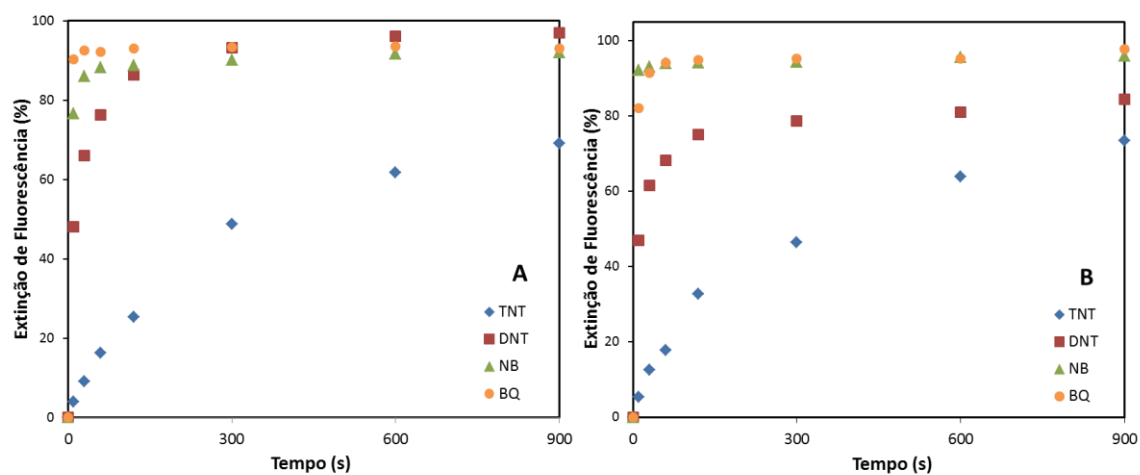 Extinção de Fluorescência (%)
100
80
60
40
20
0
A
TNT
DNT
NB
BQ
0
300
600
900
Tempo (s)
Extinção de Fluorescência (%)
100
80
60
40
20
0
B
TNT
DNT
NB
BQ
0
300
600
900
Tempo (s)